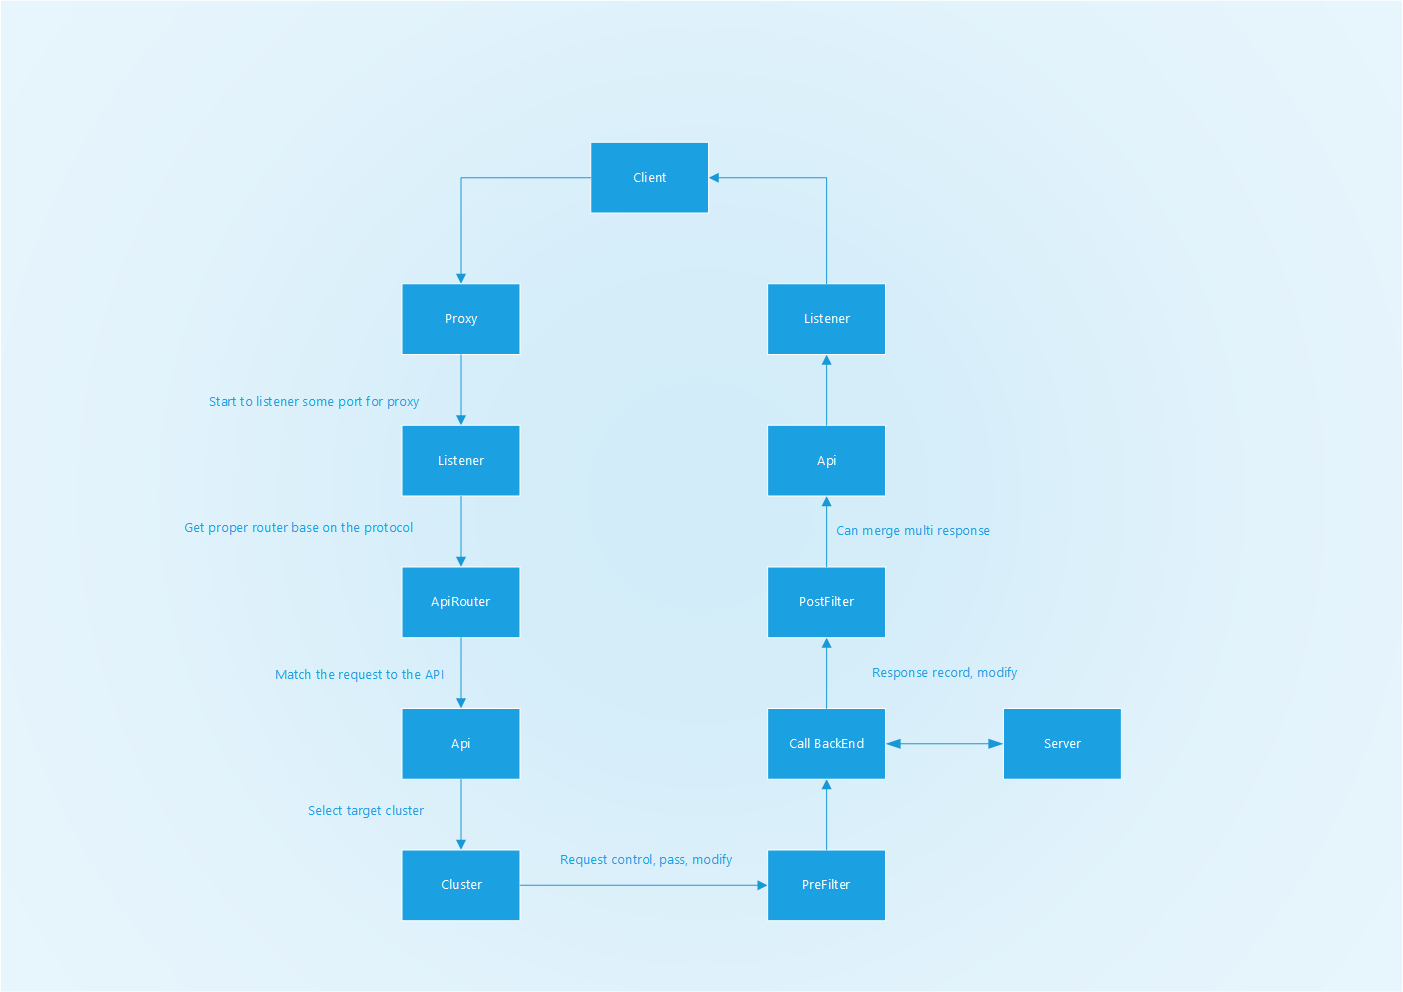 Client
Proxy
Listener
Start to listener some port for proxy
Listener
Api
Get proper router base on the protocol
Can merge multi response
ApiRouter
PostFilter
Match the request to the API
Response record, modify
Api
Call BackEnd
Server
Select target cluster
Request control, pass, modify
Cluster
PreFilter